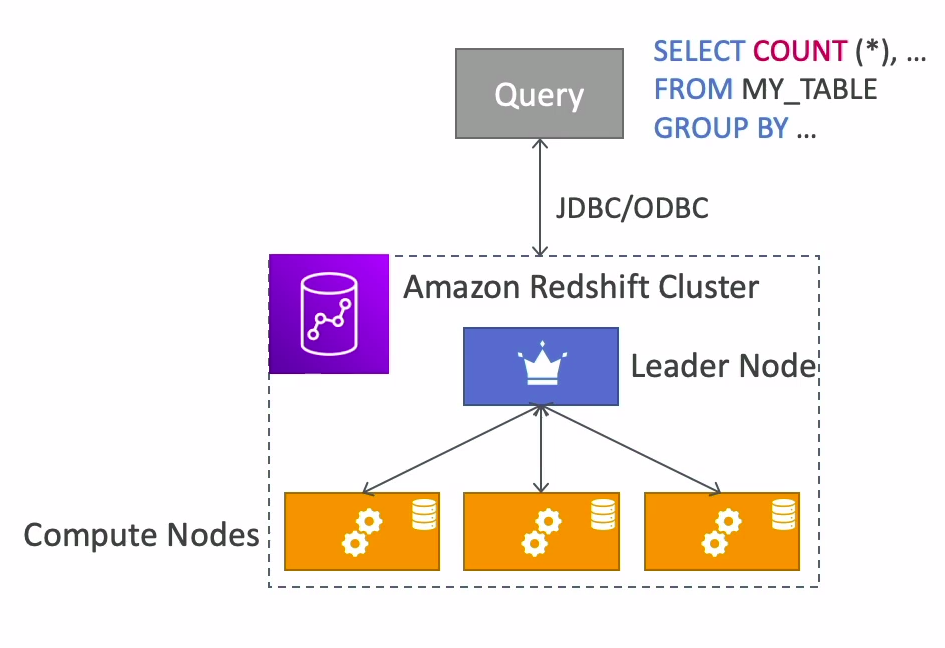 Query
SELECT COUNT (*), ...
FROM MY_TABLE
GROUP BY ...
JDBC/ODBC
Amazon Redshift Cluster
Leader Node
Compute Nodes